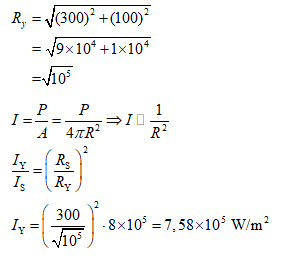 R_y = √((300)² + (100)²)
= √(9×10⁴ + 1×10⁴)
= √10⁵
I = P/A = P/(4πR²) ⇒ I □ 1/R²
I_Y/I_S = (R_S/R_Y)²
I_Y = (300/√10⁵)² · 8×10⁵ = 7,58×10⁵ W/m²